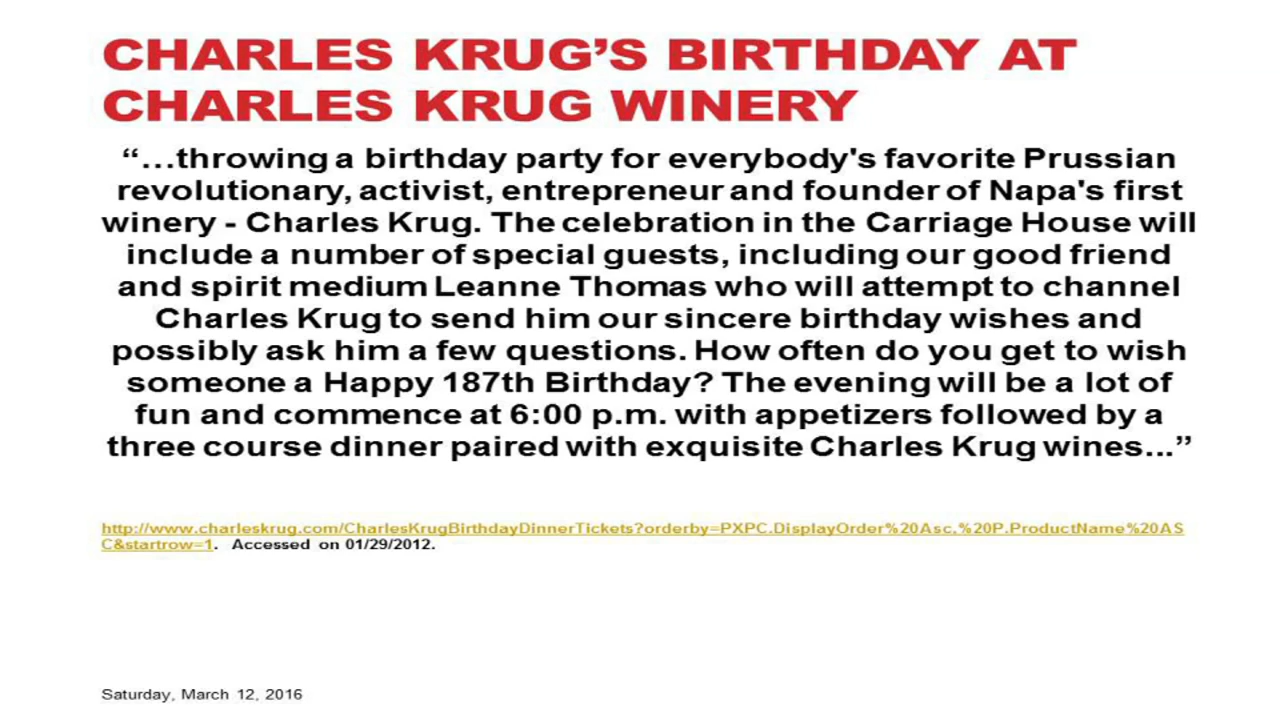 CHARLES KRUG’S BIRTHDAY AT
CHARLES KRUG WINERY
“…throwing a birthday party for everybody's favorite Prussian
revolutionary, activist, entrepreneur and founder of Napa's first
winery - Charles Krug. The celebration in the Carriage House will
include a number of special guests, including our good friend
and spirit medium Leanne Thomas who will attempt to channel
Charles Krug to send him our sincere birthday wishes and
possibly ask him a few questions. How often do you get to wish
someone a Happy 187th Birthday? The evening will be a lot of
fun and commence at 6:00 p.m. with appetizers followed by a
three course dinner paired with exquisite Charles Krug wines...”
http://www.charleskrug.com/CharlesKrugBirthdayDinnerTickets?orderby=PXPC.DisplayOrder%20Asc,%20P.ProductName%20AS
C&startrow=1. Accessed on 01/29/2012.
Saturday, March 12, 2016